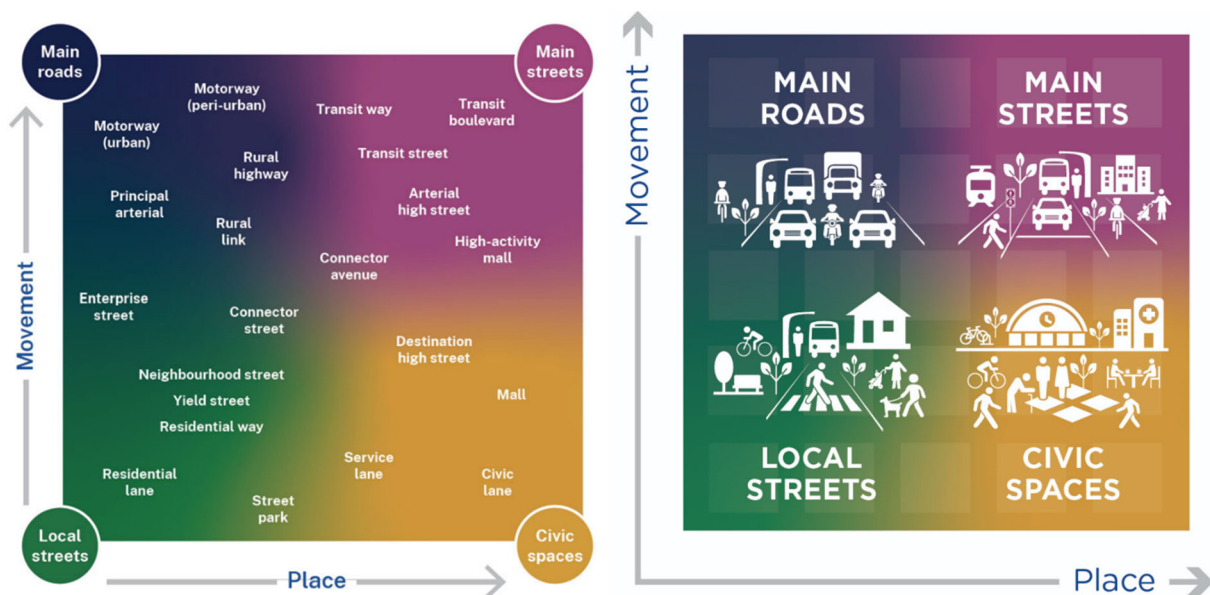 Main
roads
Main
streets
Motorway
(peri-urban)
Transit way
Transit
boulevard
Motorway
(urban)
Transit street
Rural
highway
Principal
arterial
Arterial
high street
Rural
link
High-activity
mall
Connector
avenue
Enterprise
street
Connector
street
Destination
high street
Neighbourhood street
Mall
Yield street
Residential way
Residential
lane
Service
lane
Civic
lane
Street
park
Local
streets
Civic
spaces
Movement
Place
Movement
MAIN
ROADS
MAIN
STREETS
LOCAL
STREETS
CIVIC
SPACES
Place